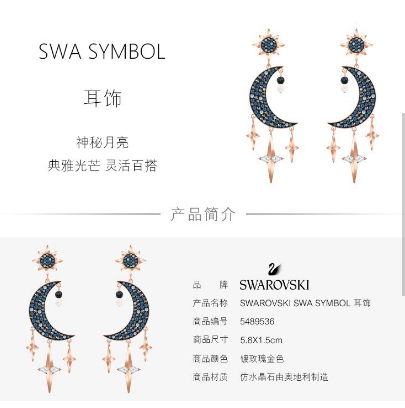 SWA SYMBOL
耳饰
神秘月亮
典雅光芒 灵活百搭
产品简介
品 牌 SWAROVSKI
产品名称 SWAROVSKI SWA SYMBOL 耳饰
商品编号 5489536
商品尺寸 5.8X1.5cm
商品颜色 镀玫瑰金色
商品材质 仿水晶石由奥地利制造